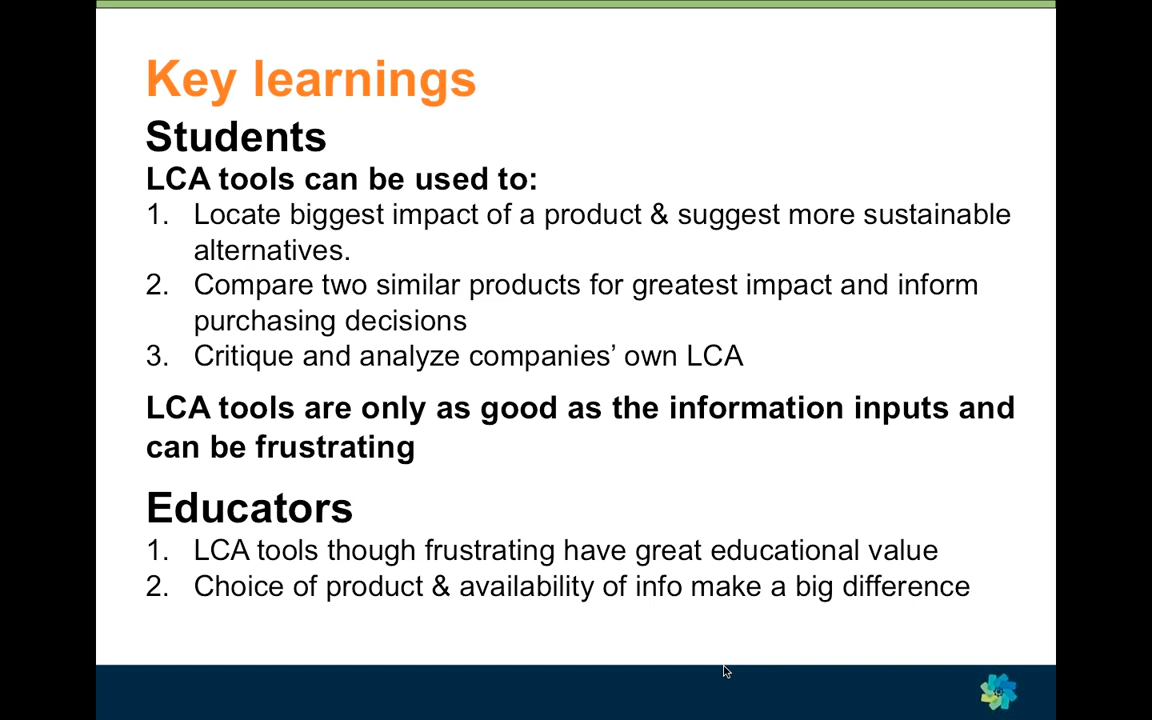 Key learnings
Students
LCA tools can be used to:
1. Locate biggest impact of a product & suggest more sustainable
alternatives.
2. Compare two similar products for greatest impact and inform
purchasing decisions
3. Critique and analyze companies’ own LCA
LCA tools are only as good as the information inputs and
can be frustrating
Educators
1. LCA tools though frustrating have great educational value
2. Choice of product & availability of info make a big difference